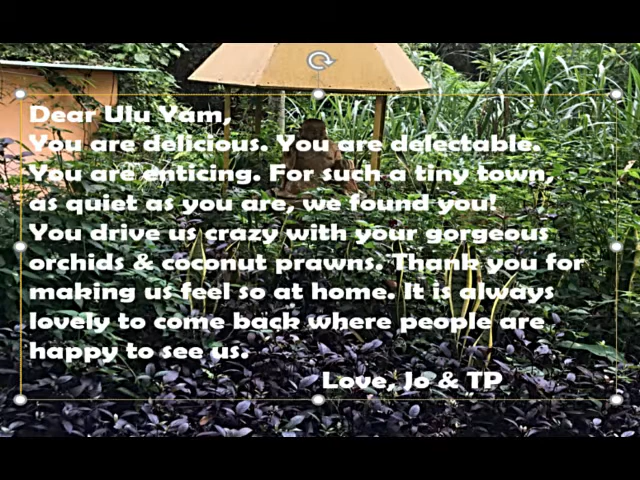 Dear Ulu Yam,
You are delicious. You are delectable.
You are enticing. For such a tiny town,
as quiet as you are, we found you!
You drive us crazy with your gorgeous
orchids & coconut prawns. Thank you for
making us feel so at home. It is always
lovely to come back where people are
happy to see us.
Love, Jo & TP